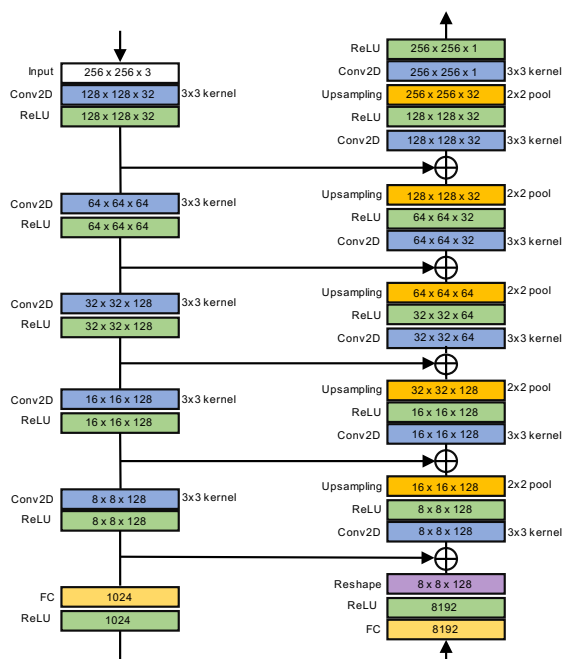 Input 256 x 256 x 3
Conv2D 128 x 128 x 32 3x3 kernel
ReLU 128 x 128 x 32
Conv2D 64 x 64 x 64 3x3 kernel
ReLU 64 x 64 x 64
Conv2D 32 x 32 x 128 3x3 kernel
ReLU 32 x 32 x 128
Conv2D 16 x 16 x 128 3x3 kernel
ReLU 16 x 16 x 128
Conv2D 8 x 8 x 128 3x3 kernel
ReLU 8 x 8 x 128
FC 1024
ReLU 1024
ReLU 256 x 256 x 1
Conv2D 256 x 256 x 1 3x3 kernel
Upsampling 256 x 256 x 32 2x2 pool
ReLU 128 x 128 x 32
Conv2D 128 x 128 x 32 3x3 kernel
Upsampling 128 x 128 x 32 2x2 pool
ReLU 64 x 64 x 32
Conv2D 64 x 64 x 32 3x3 kernel
Upsampling 64 x 64 x 64 2x2 pool
ReLU 32 x 32 x 64
Conv2D 32 x 32 x 64 3x3 kernel
Upsampling 32 x 32 x 128 2x2 pool
ReLU 16 x 16 x 128
Conv2D 16 x 16 x 128 3x3 kernel
Upsampling 16 x 16 x 128 2x2 pool
ReLU 8 x 8 x 128
Conv2D 8 x 8 x 128 3x3 kernel
Reshape 8 x 8 x 128
ReLU 8192
FC 8192